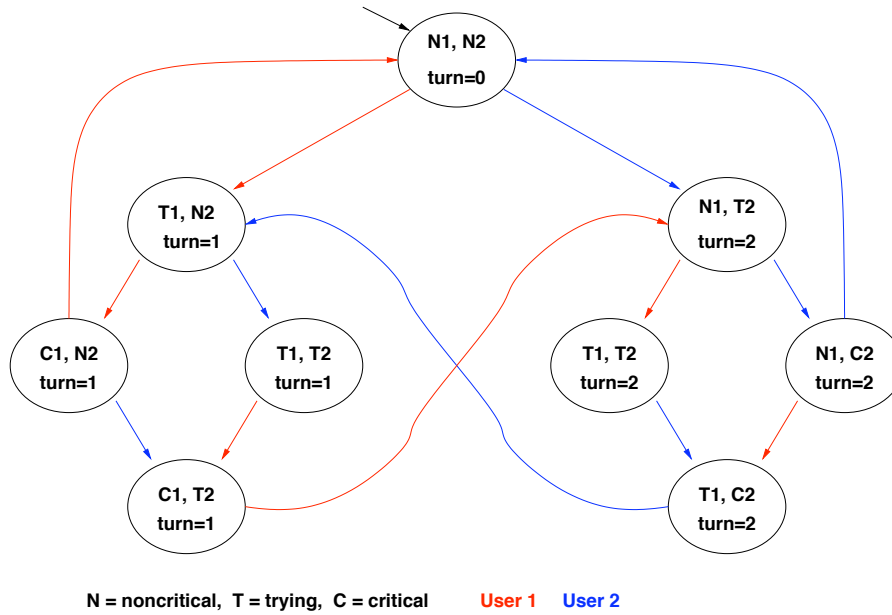 N1, N2
turn=0
T1, N2
turn=1
N1, T2
turn=2
C1, N2
turn=1
T1, T2
turn=1
T1, T2
turn=2
N1, C2
turn=2
C1, T2
turn=1
T1, C2
turn=2
N = noncritical, T = trying, C = critical User 1 User 2